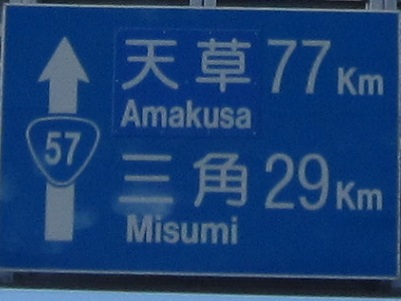 天草 77 Km
Amakusa
57
三角 29 Km
Misumi